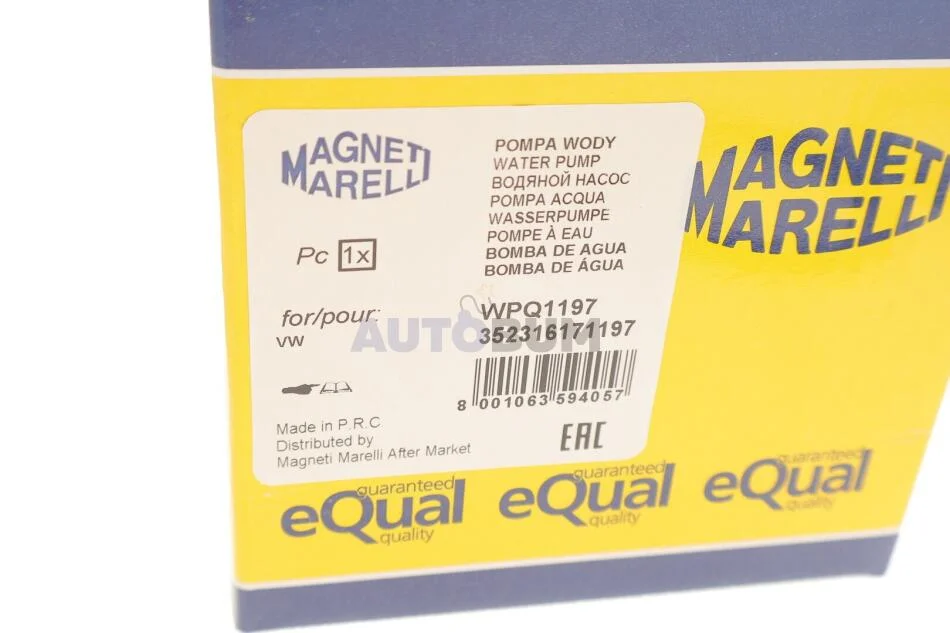 MAGNETI
MARELLI
Pc 1x
for/pour:
VW
POMPA WODY
WATER PUMP
ВОДЯНОЙ НАСОС
POMPA ACQUA
WASSERPUMPE
POMPE À EAU
BOMBA DE AGUA
BOMBA DE ÁGUA
WPQ1197
352316171197
8 001063 594057
Made in P.R.C
Distributed by
Magneti Marelli After Market
EAC
AUTOBUM
MAGNETI
MARELLI
guaranteed
eQual
quality
guaranteed
eQual
quality
guaranteed
eQual
quality